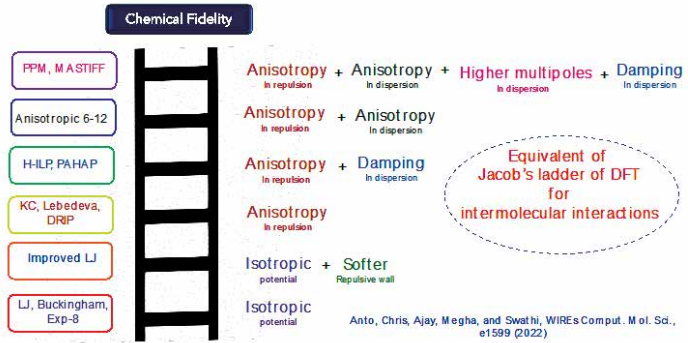 Chemical Fidelity
PPM, MASTIFF
Anisotropy + Anisotropy + Higher multipoles + Damping
In repulsion In dispersion In dispersion In dispersion
Anisotropic 6-12
Anisotropy + Anisotropy
In repulsion In dispersion
H-ILP, PAHAP
Anisotropy + Damping
In repulsion In dispersion
KC, Lebedeva,
DRIP
Anisotropy
In repulsion
Improved LJ
Isotropic + Softer
potential Repulsive wall
LJ, Buckingham,
Exp-8
Isotropic
potential
Equivalent of
Jacob's ladder of DFT
for
intermolecular interactions
Anto, Chris, Ajay, Megha, and Swathi, WIREs Comput. Mol. Sci.,
e1599 (2022)